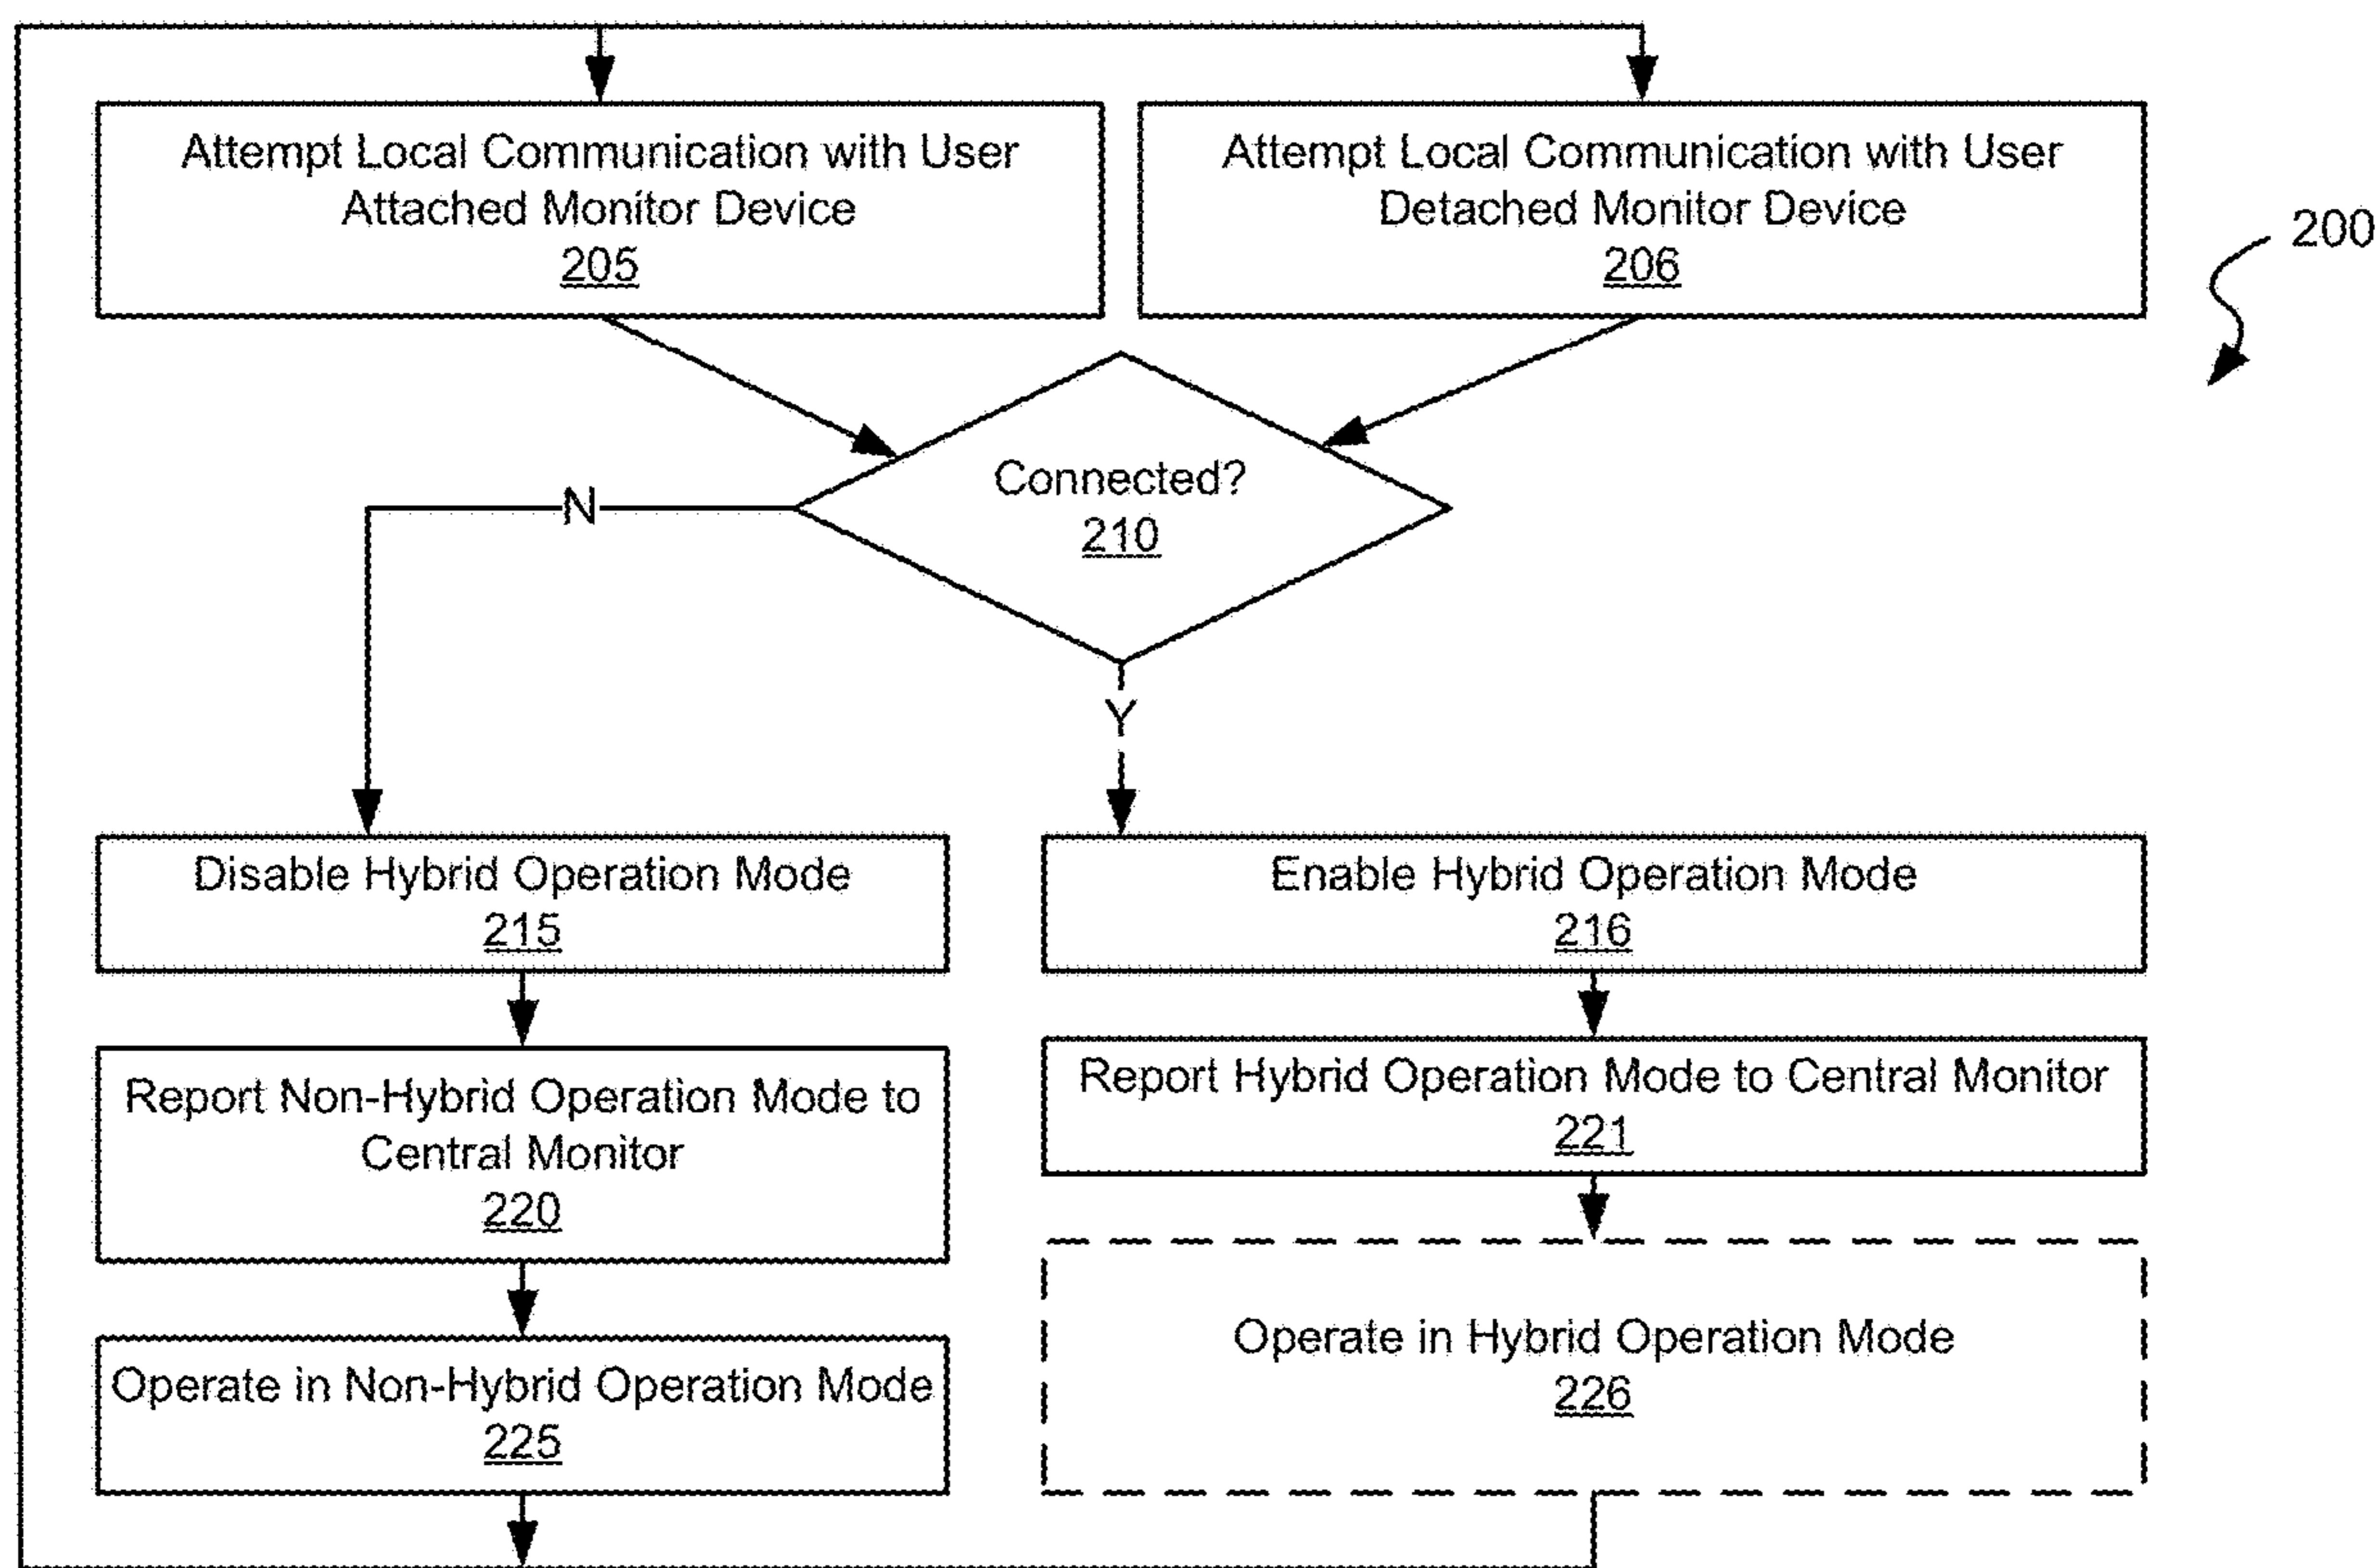 Attempt Local Communication with User
Attached Monitor Device
205
Attempt Local Communication with User
Detached Monitor Device
206
200
Connected?
210
N
Y
Disable Hybrid Operation Mode
215
Enable Hybrid Operation Mode
216
Report Non-Hybrid Operation Mode to
Central Monitor
220
Report Hybrid Operation Mode to Central Monitor
221
Operate in Non-Hybrid Operation Mode
225
Operate in Hybrid Operation Mode
226